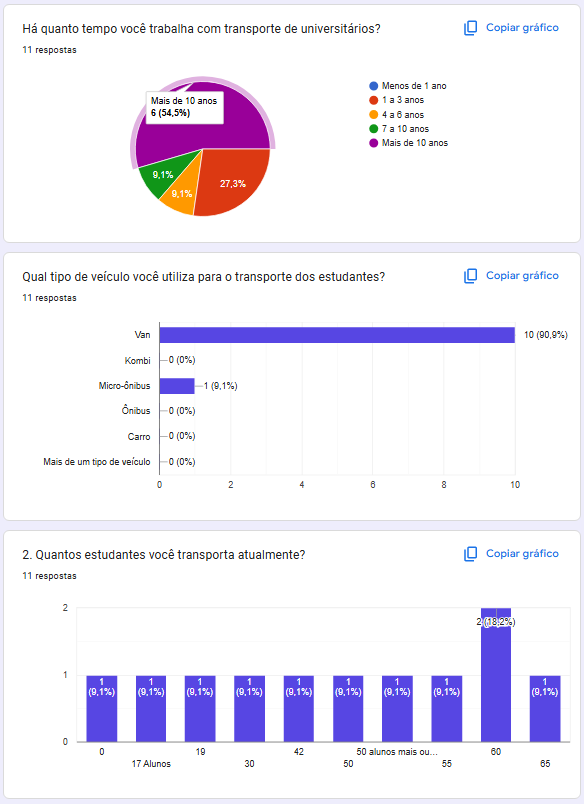 Há quanto tempo você trabalha com transporte de universitários?
Copiar gráfico
11 respostas
Mais de 10 anos
6 (54,5%)
9,1%
9,1%
27,3%
Menos de 1 ano
1 a 3 anos
4 a 6 anos
7 a 10 anos
Mais de 10 anos
Qual tipo de veículo você utiliza para o transporte dos estudantes?
Copiar gráfico
11 respostas
Van
10 (90,9%)
Kombi
0 (0%)
Micro-ônibus
1 (9,1%)
Ônibus
0 (0%)
Carro
0 (0%)
Mais de um tipo de veículo
0 (0%)
0 2 4 6 8 10
2. Quantos estudantes você transporta atualmente?
Copiar gráfico
11 respostas
2
1
0
1 (9,1%)
1 (9,1%)
1 (9,1%)
1 (9,1%)
1 (9,1%)
1 (9,1%)
1 (9,1%)
1 (9,1%)
2 (18,2%)
1 (9,1%)
0 19 42 50 alunos mais ou... 60
17 Alunos 30 50 55 65